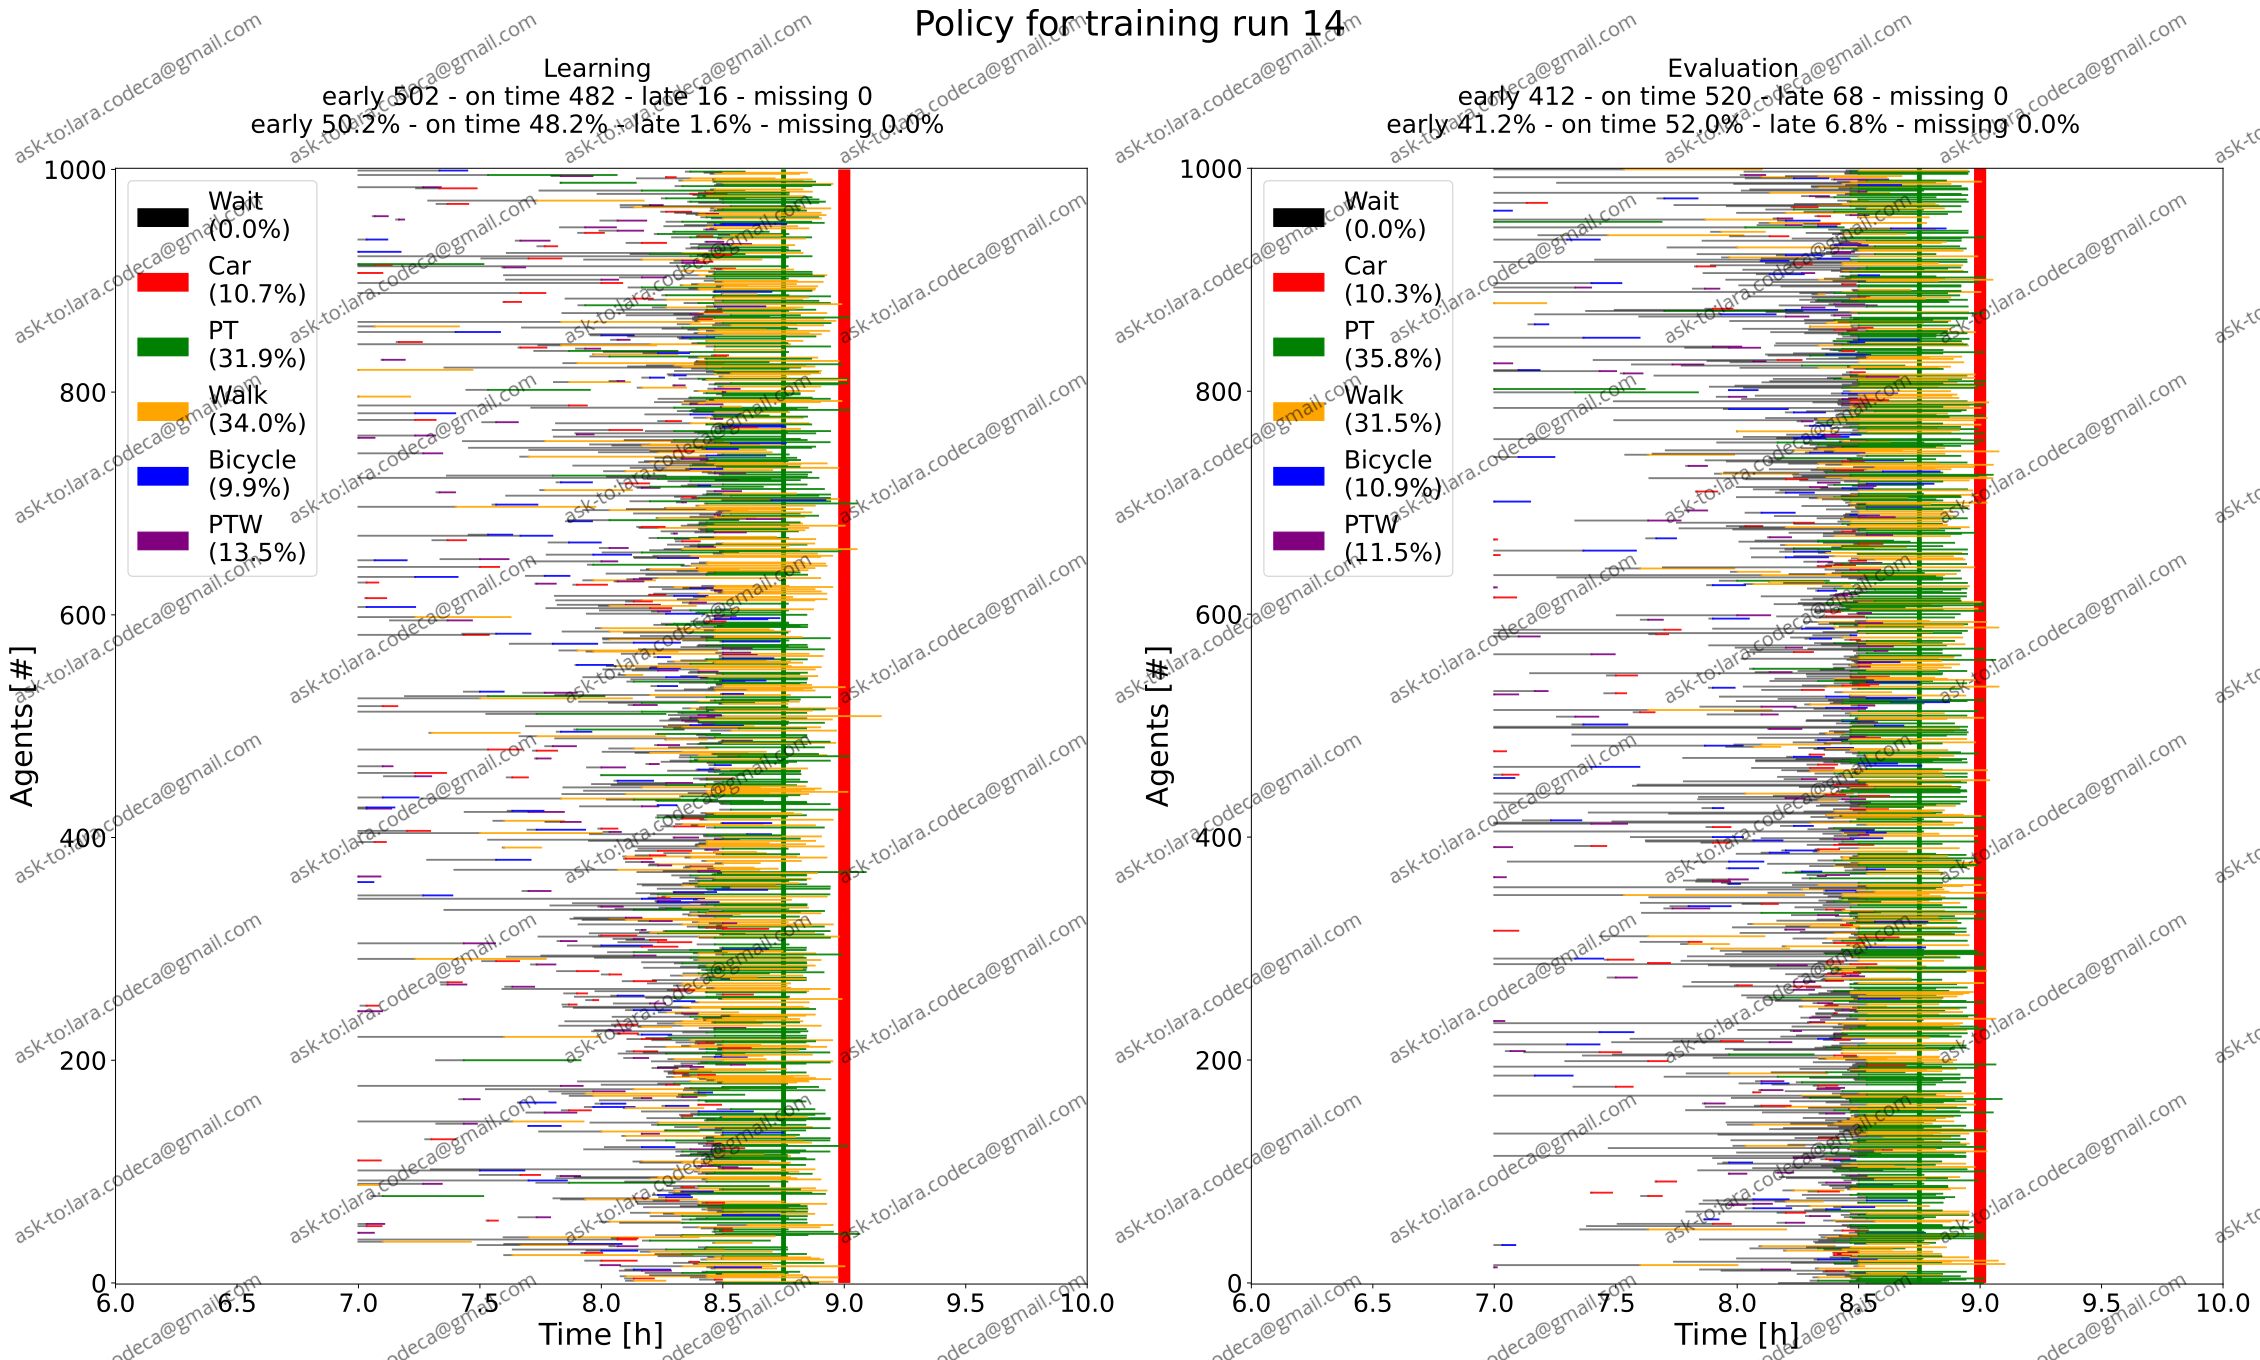 Policy for training run 14
Learning
early 502 - on time 482 - late 16 - missing 0
early 50.2% - on time 48.2% - late 1.6% - missing 0.0%
Wait
(0.0%)
Car
(10.7%)
PT
(31.9%)
Walk
(34.0%)
Bicycle
(9.9%)
PTW
(13.5%)
Agents [#]
1000
800
600
400
200
0
6.0 6.5 7.0 7.5 8.0 8.5 9.0 9.5 10.0
Time [h]
Evaluation
early 412 - on time 520 - late 68 - missing 0
early 41.2% - on time 52.0% - late 6.8% - missing 0.0%
Wait
(0.0%)
Car
(10.3%)
PT
(35.8%)
Walk
(31.5%)
Bicycle
(10.9%)
PTW
(11.5%)
Agents [#]
1000
800
600
400
200
0
6.0 6.5 7.0 7.5 8.0 8.5 9.0 9.5 10.0
Time [h]
ask-to:lara.codeca@gmail.com